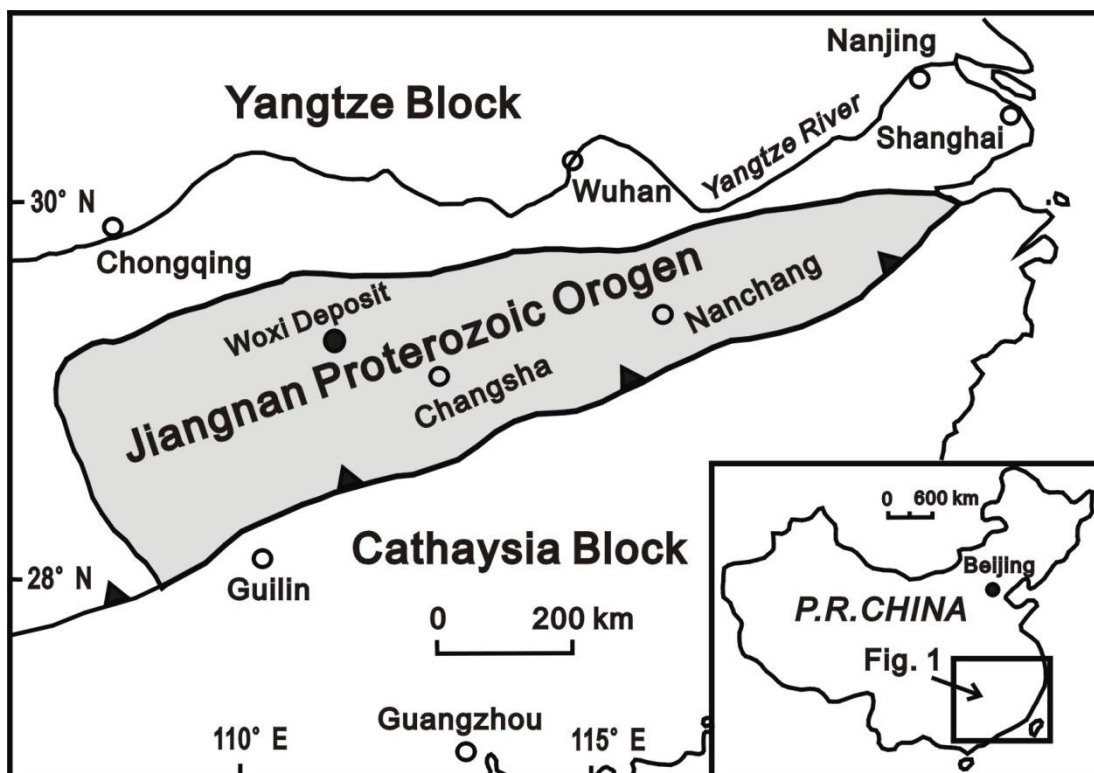 Nanjing
Yangtze Block
Yangtze River
Shanghai
Wuhan
30° N
Chongqing
Woxi Deposit
Jiangnan Proterozoic Orogen
Nanchang
Changsha
Cathaysia Block
28° N
Guilin
0 200 km
Guangzhou
110° E
115° E
0 600 km
Beijing
P.R.CHINA
Fig. 1